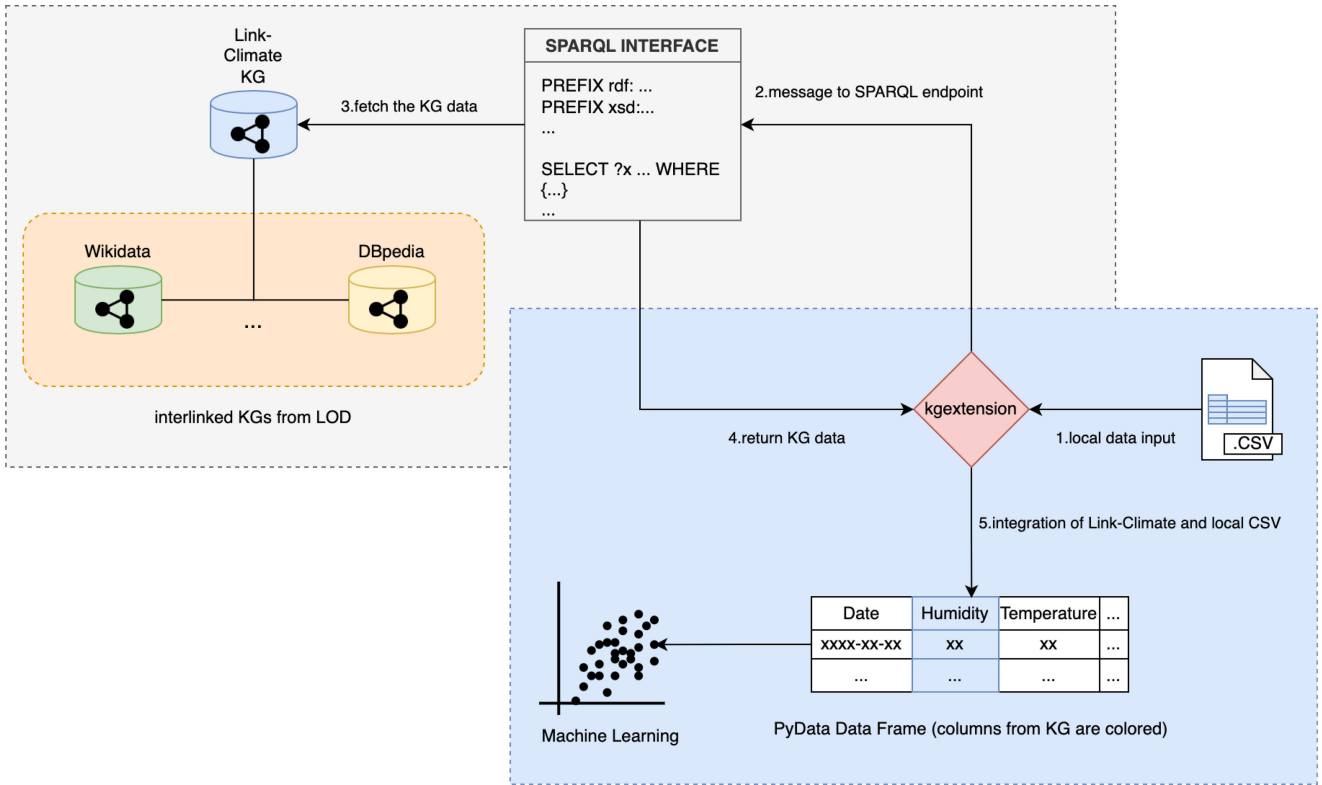 Link-
Climate
KG
SPARQL INTERFACE
PREFIX rdf: ...
PREFIX xsd:...
...
SELECT ?x ... WHERE
{...}
...
3.fetch the KG data
2.message to SPARQL endpoint
Wikidata
DBpedia
...
interlinked KGs from LOD
kgextension
4.return KG data
1.local data input
.CSV
5.integration of Link-Climate and local CSV
Date Humidity Temperature ...
xxxx-xx-xx xx xx ...
... ... ... ...
PyData Data Frame (columns from KG are colored)
Machine Learning